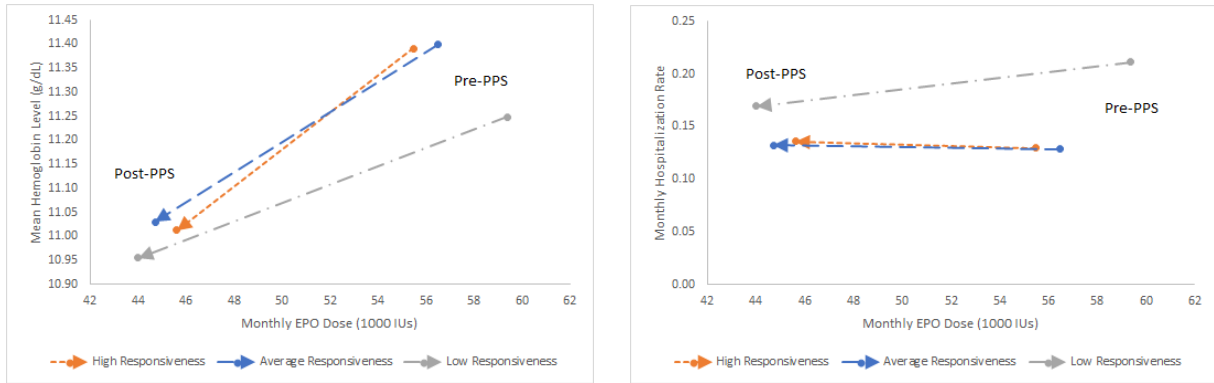 11.45
11.40
11.35
11.30
11.25
11.20
11.15
11.10
11.05
11.00
10.95
10.90
Mean Hemoglobin Level (g/dL)
Pre-PPS
Post-PPS
42 44 46 48 50 52 54 56 58 60 62
Monthly EPO Dose (1000 IUs)
High Responsiveness Average Responsiveness Low Responsiveness
0.25
0.20
0.15
0.10
0.05
0.00
Monthly Hospitalization Rate
Post-PPS
Pre-PPS
42 44 46 48 50 52 54 56 58 60 62
Monthly EPO Dose (1000 IUs)
High Responsiveness Average Responsiveness Low Responsiveness